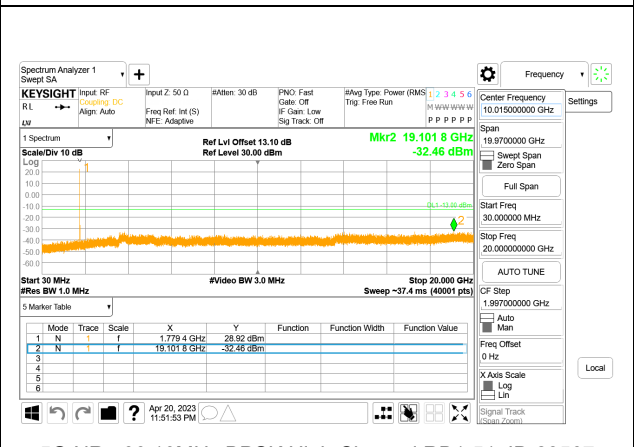 Spectrum Analyzer 1
Swept SA
Frequency
KEYSIGHT
RL
Input: RF
Coupling: DC
Align: Auto
Input Z: 50 Ω
Freq Ref: Int (S)
NFE: Adaptive
#Atten: 30 dB
PNO: Fast
Gate: Off
IF Gain: Low
Sig Track: Off
#Avg Type: Power (RMS
Trig: Free Run
1 2 3 4 5 6
M W W W W W
P P P P P P
Center Frequency
10.015000000 GHz
Settings
Span
19.9700000 GHz
Swept Span
Zero Span
Full Span
Start Freq
30.000000 MHz
Stop Freq
20.000000000 GHz
AUTO TUNE
CF Step
1.997000000 GHz
Auto
Man
Freq Offset
0 Hz
X Axis Scale
Log
Lin
Signal Track
(Span Zoom)
Local
1 Spectrum
Scale/Div 10 dB
Ref Lvl Offset 13.10 dB
Ref Level 30.00 dBm
Mkr2 19.101 8 GHz
-32.46 dBm
Log
20.0
10.0
0.00
-10.0
-20.0
-30.0
-40.0
-50.0
-60.0
1
DL1 -13.00 dBm
2
Start 30 MHz
#Res BW 1.0 MHz
#Video BW 3.0 MHz
Stop 20.000 GHz
Sweep ~37.4 ms (40001 pts)
5 Marker Table
Mode Trace Scale X Y Function Function Width Function Value
1 N 1 f 1.779 4 GHz 28.92 dBm
2 N 1 f 19.101 8 GHz -32.46 dBm
3
4
5
6
?
Apr 20, 2023
11:51:53 PM